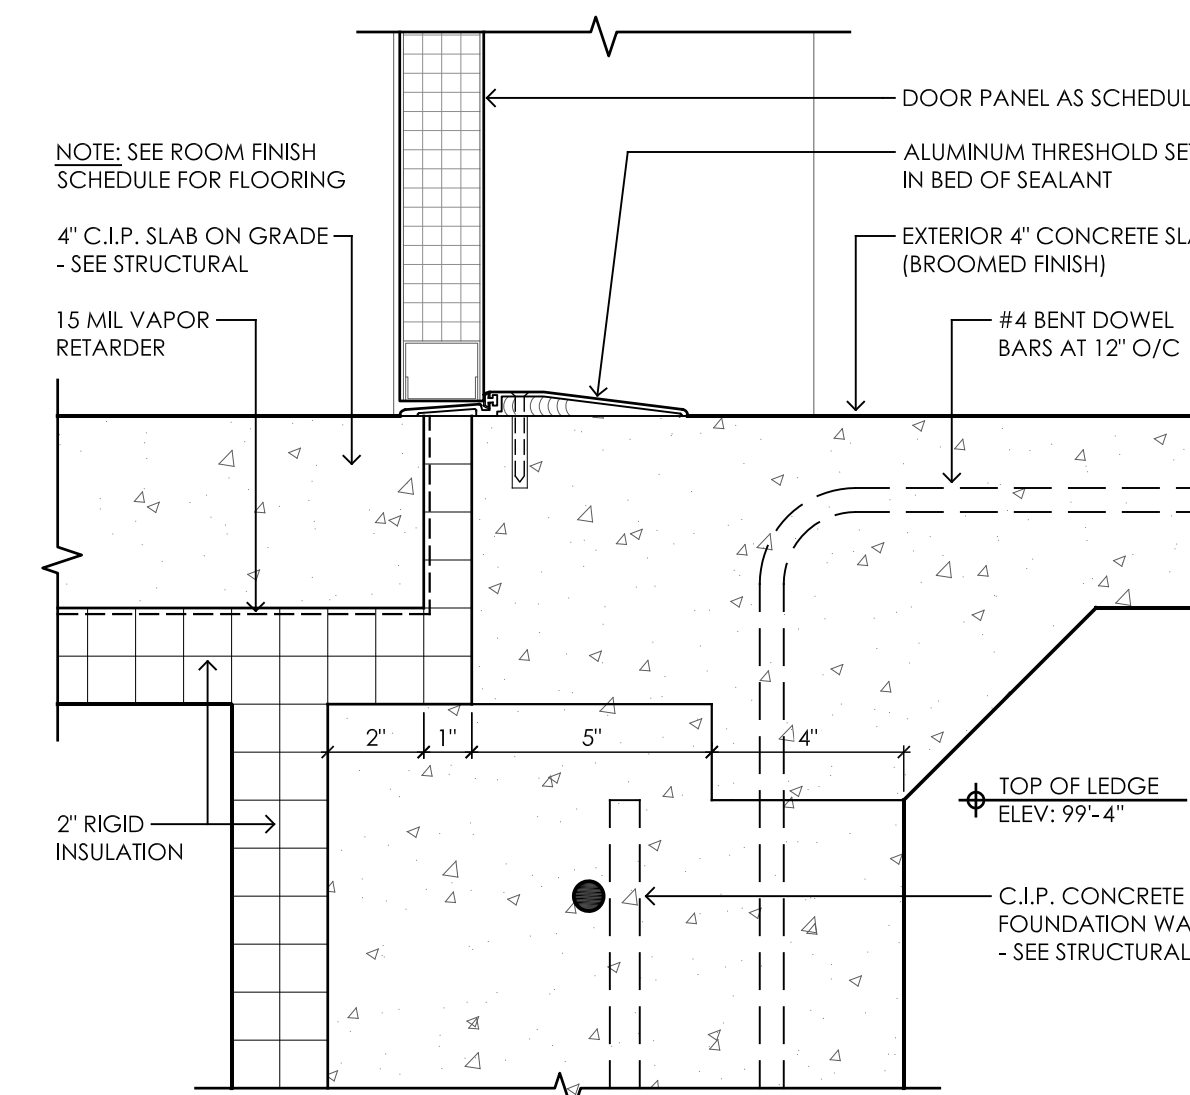 NOTE: SEE ROOM FINISH
SCHEDULE FOR FLOORING
4" C.I.P. SLAB ON GRADE
- SEE STRUCTURAL
15 MIL VAPOR
RETARDER
DOOR PANEL AS SCHEDUL
ALUMINUM THRESHOLD SET
IN BED OF SEALANT
EXTERIOR 4" CONCRETE SLA
(BROOMED FINISH)
#4 BENT DOWEL
BARS AT 12" O/C
2" 1" 5" 4"
2" RIGID
INSULATION
TOP OF LEDGE
ELEV: 99'-4"
C.I.P. CONCRETE
FOUNDATION WA
- SEE STRUCTURAL